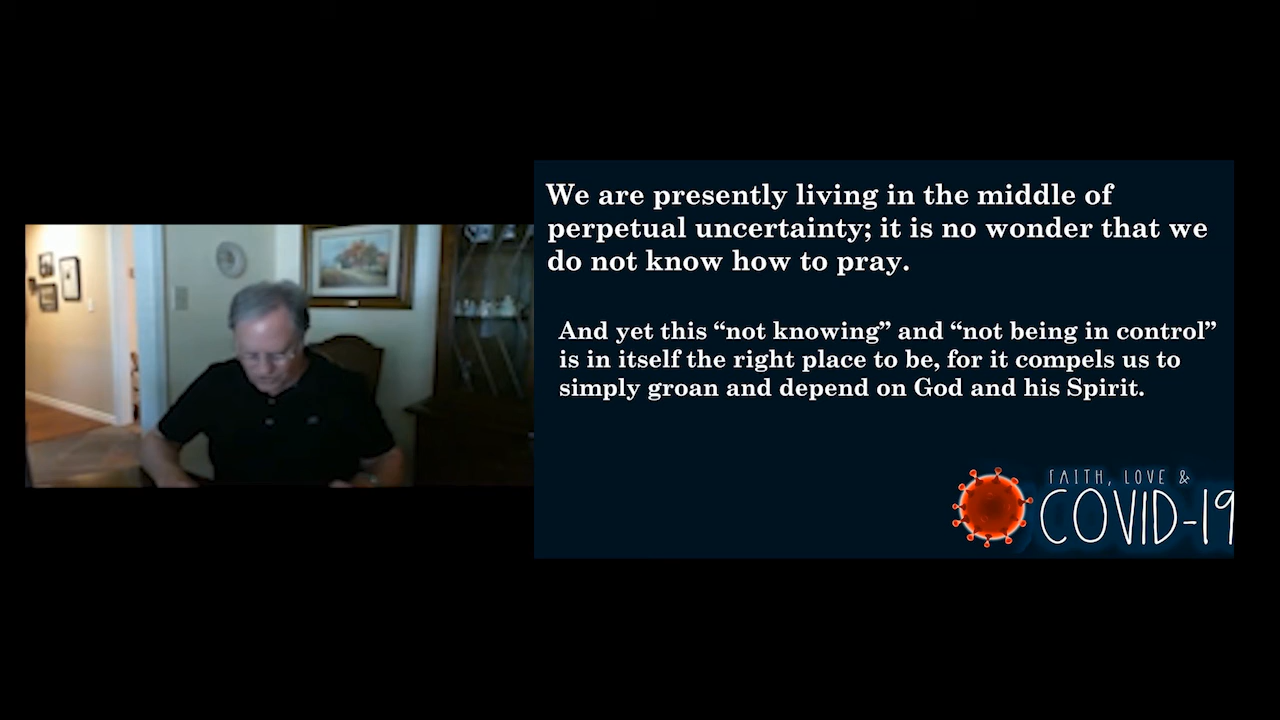 We are presently living in the middle of
perpetual uncertainty; it is no wonder that we
do not know how to pray.
And yet this “not knowing” and “not being in control”
is in itself the right place to be, for it compels us to
simply groan and depend on God and his Spirit.
FAITH, LOVE &
COVID-19